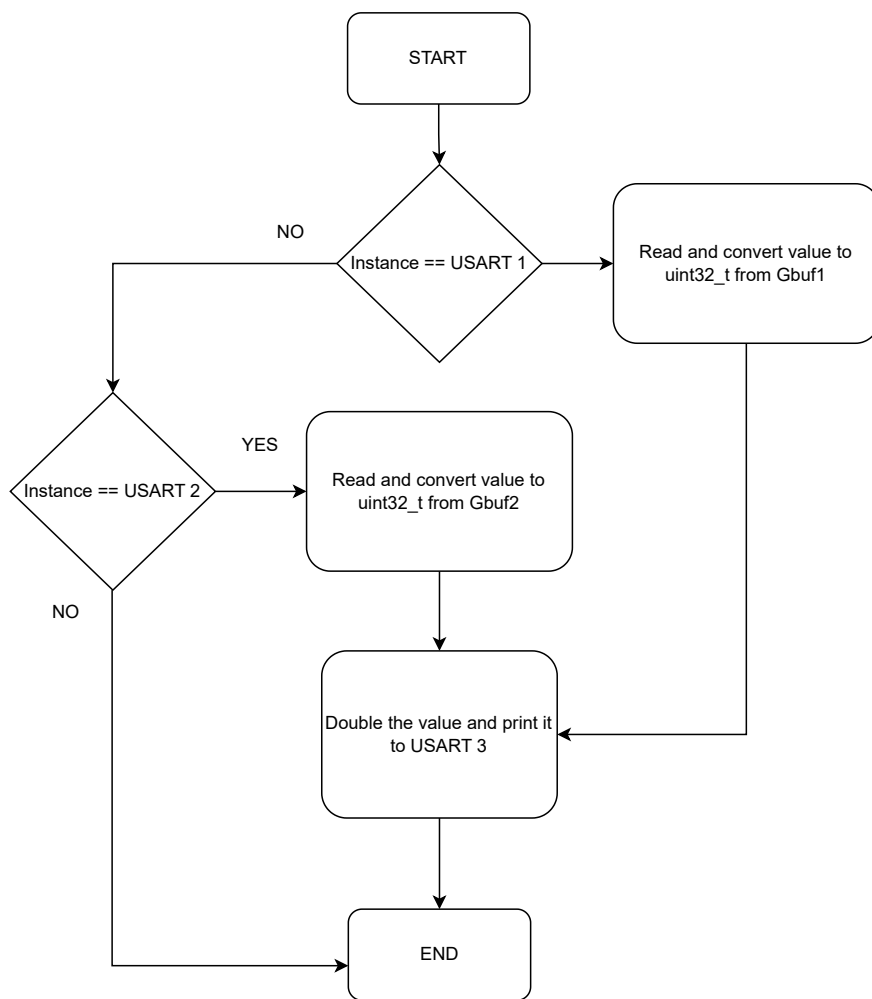 START
NO
Instance == USART 1
Read and convert value to
uint32_t from Gbuf1
YES
Instance == USART 2
Read and convert value to
uint32_t from Gbuf2
NO
Double the value and print it
to USART 3
END